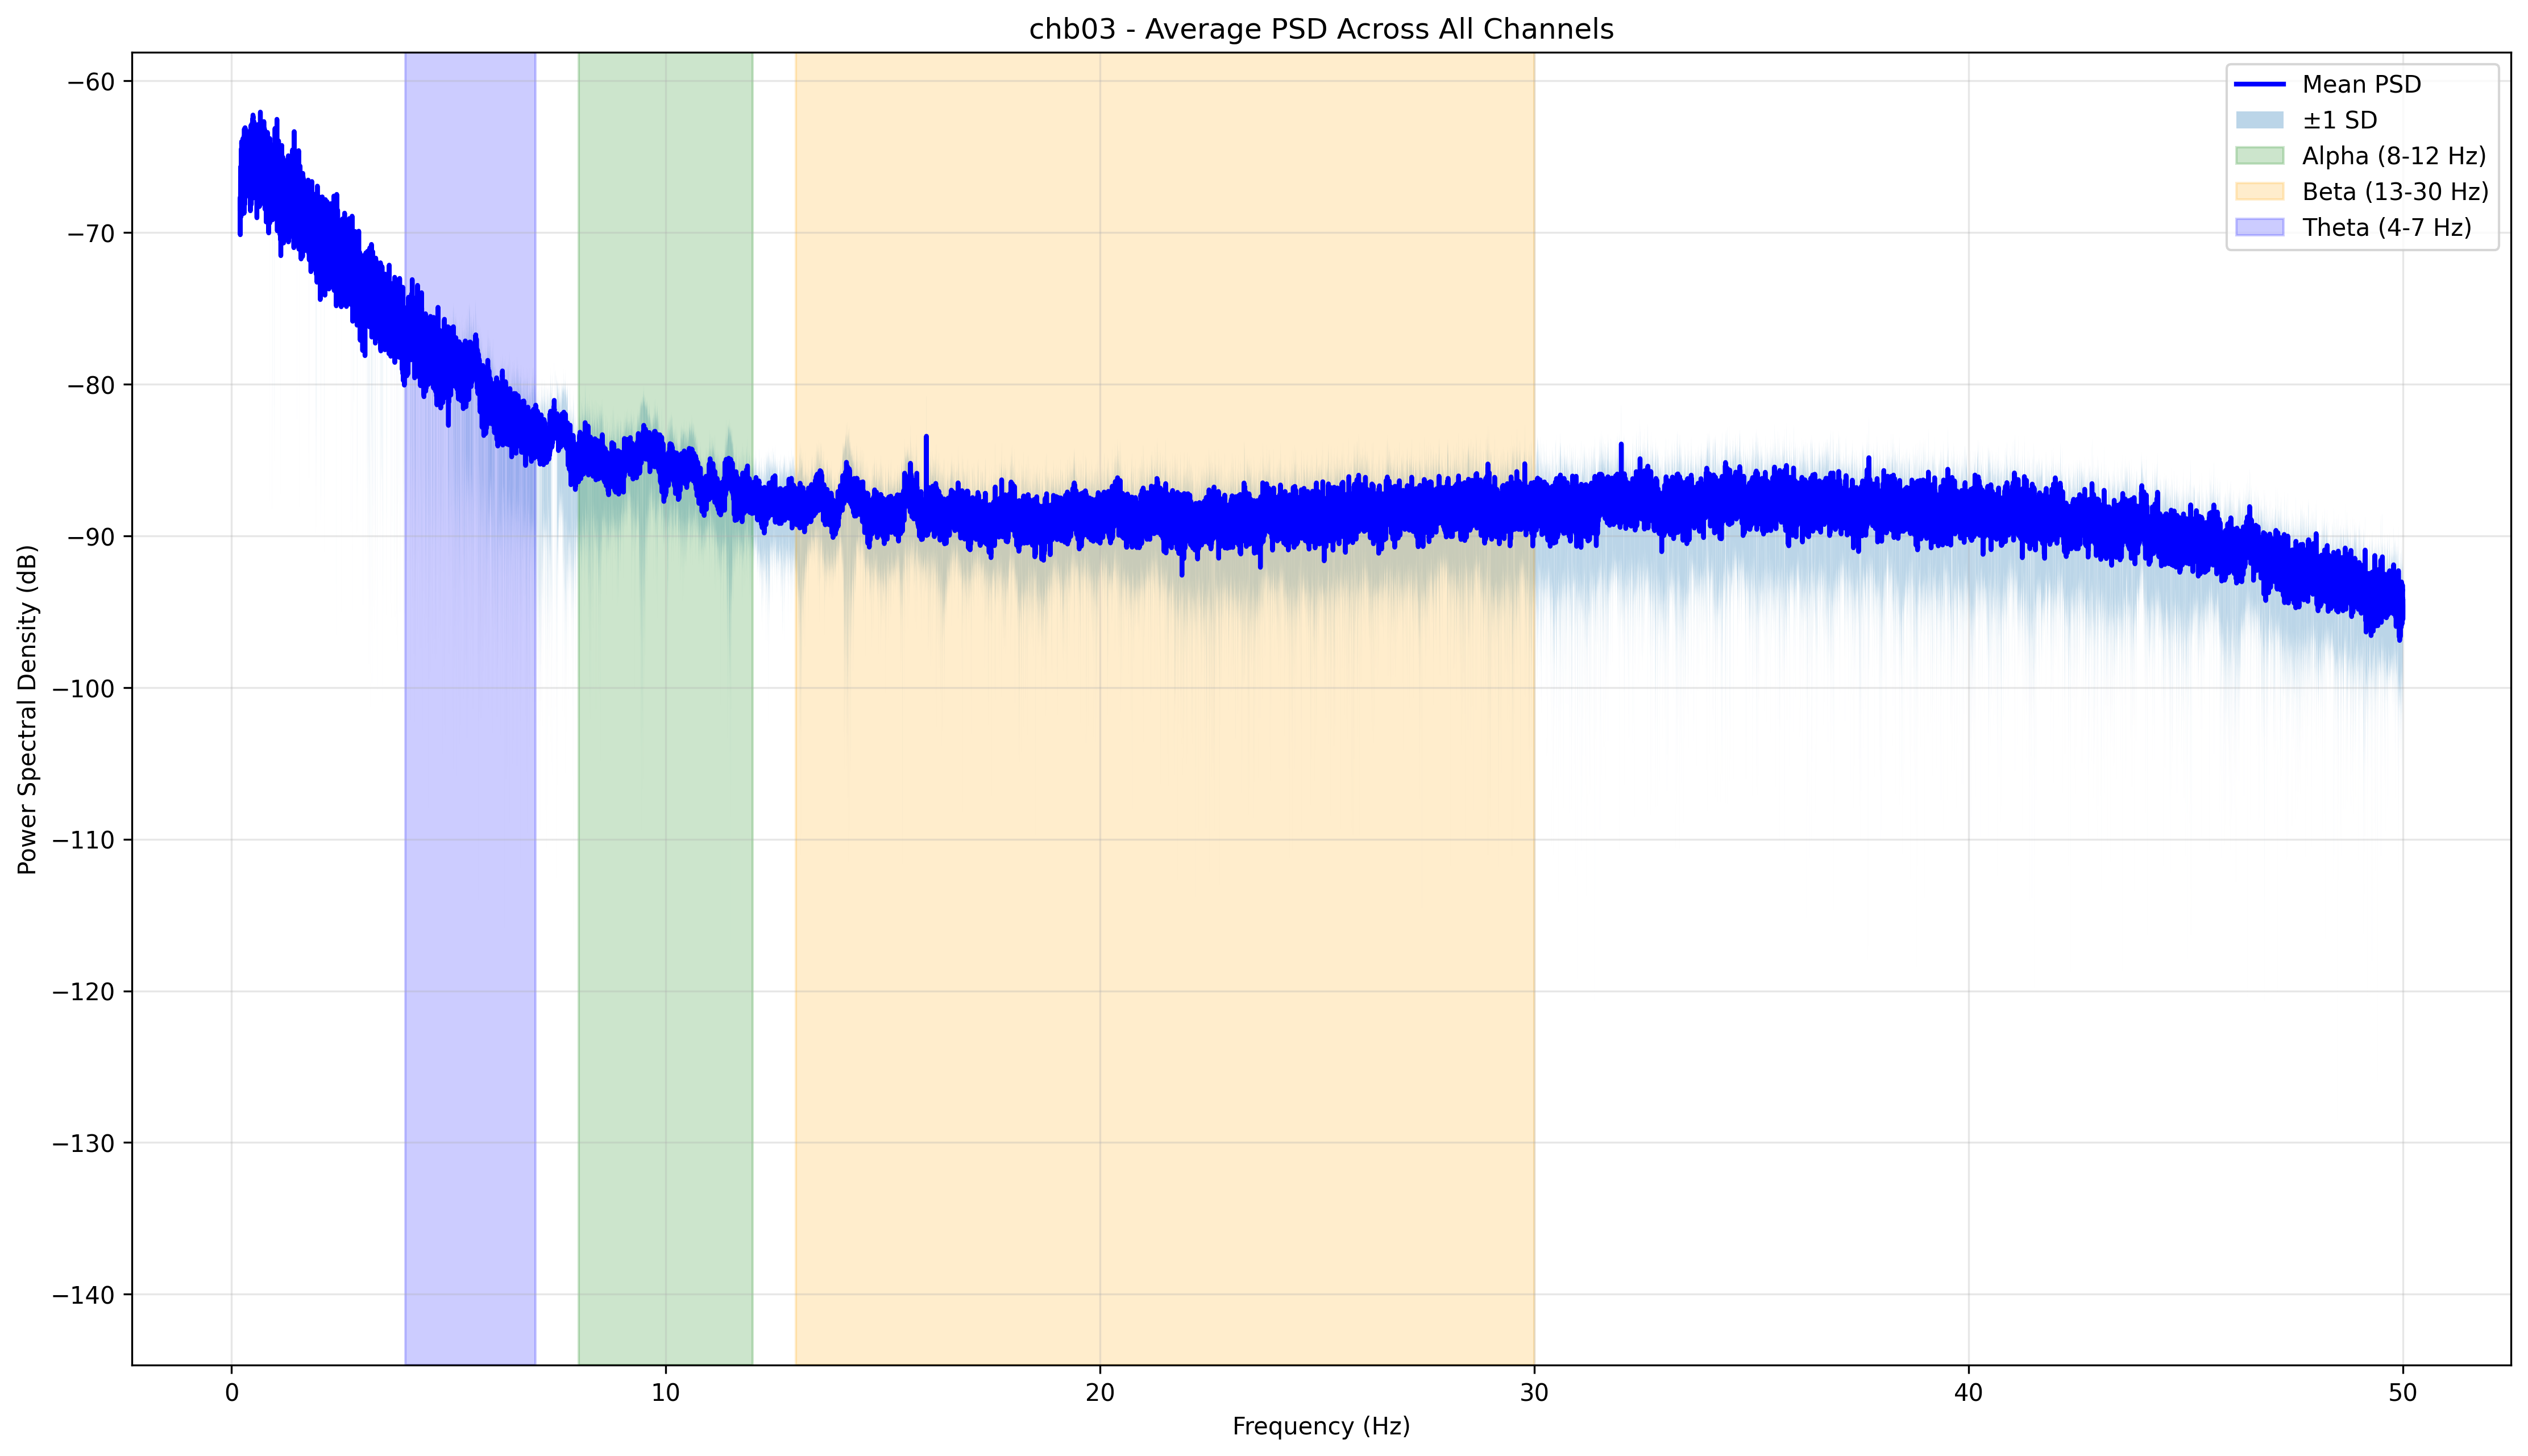 chb03 - Average PSD Across All Channels
Power Spectral Density (dB)
−60
−70
−80
−90
−100
−110
−120
−130
−140
Mean PSD
±1 SD
Alpha (8-12 Hz)
Beta (13-30 Hz)
Theta (4-7 Hz)
0 10 20 30 40 50
Frequency (Hz)